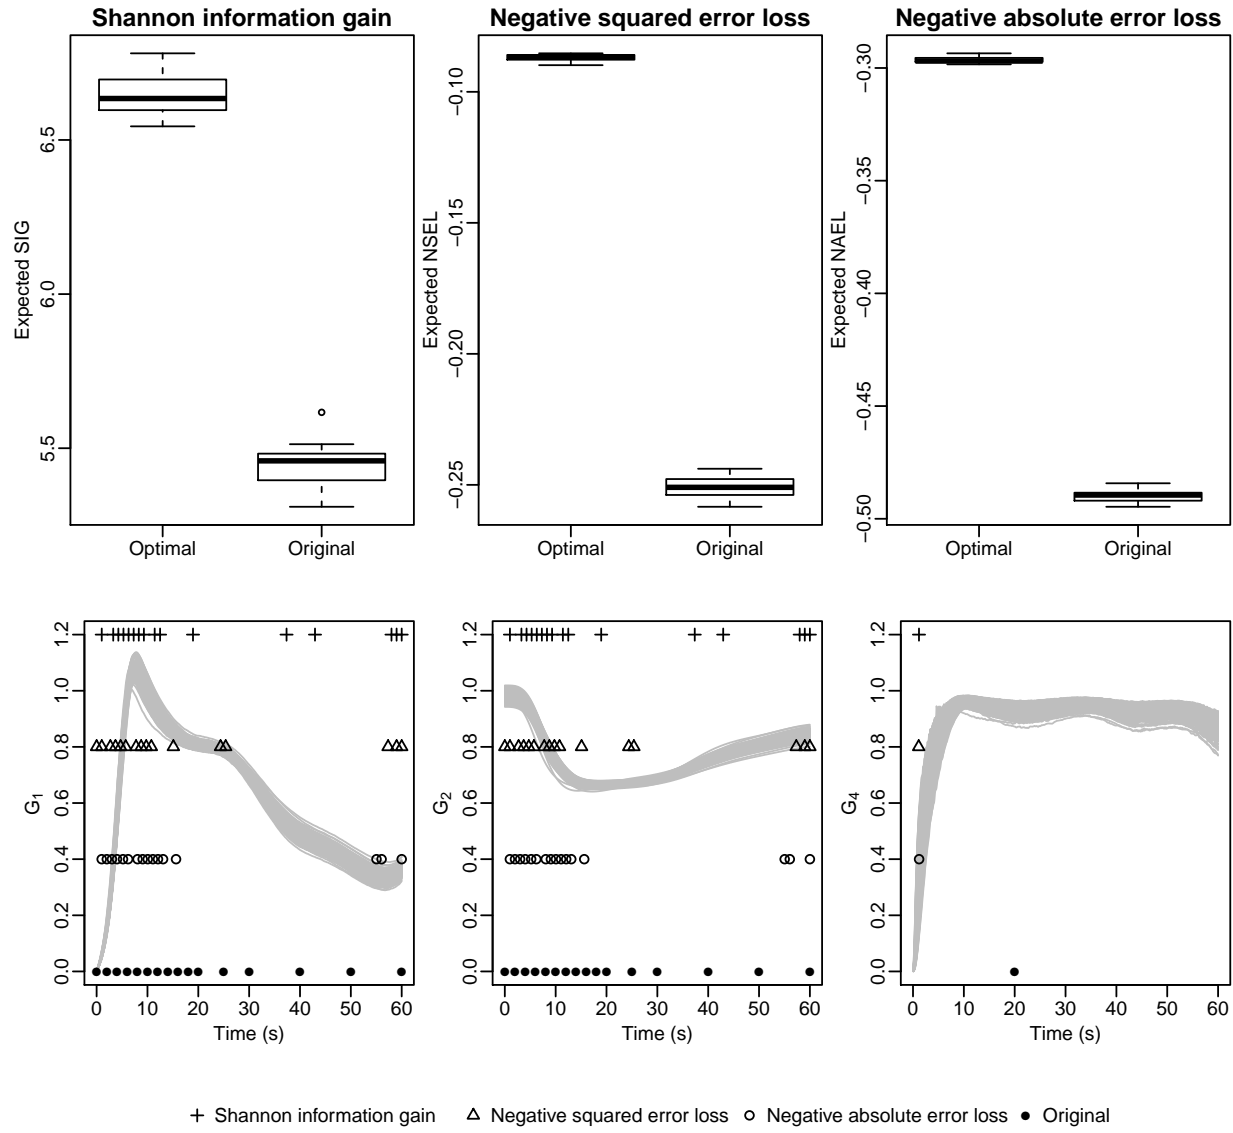 Shannon information gain
Negative squared error loss
Negative absolute error loss
Expected SIG
6.5
6.0
5.5
Optimal
Original
Expected NSEL
−0.10
−0.15
−0.20
−0.25
Optimal
Original
Expected NAEL
−0.30
−0.35
−0.40
−0.45
−0.50
Optimal
Original
G1
1.2
1.0
0.8
0.6
0.4
0.2
0.0
0 10 20 30 40 50 60
Time (s)
G2
1.2
1.0
0.8
0.6
0.4
0.2
0.0
0 10 20 30 40 50 60
Time (s)
G4
1.2
1.0
0.8
0.6
0.4
0.2
0.0
0 10 20 30 40 50 60
Time (s)
Shannon information gain Negative squared error loss Negative absolute error loss Original